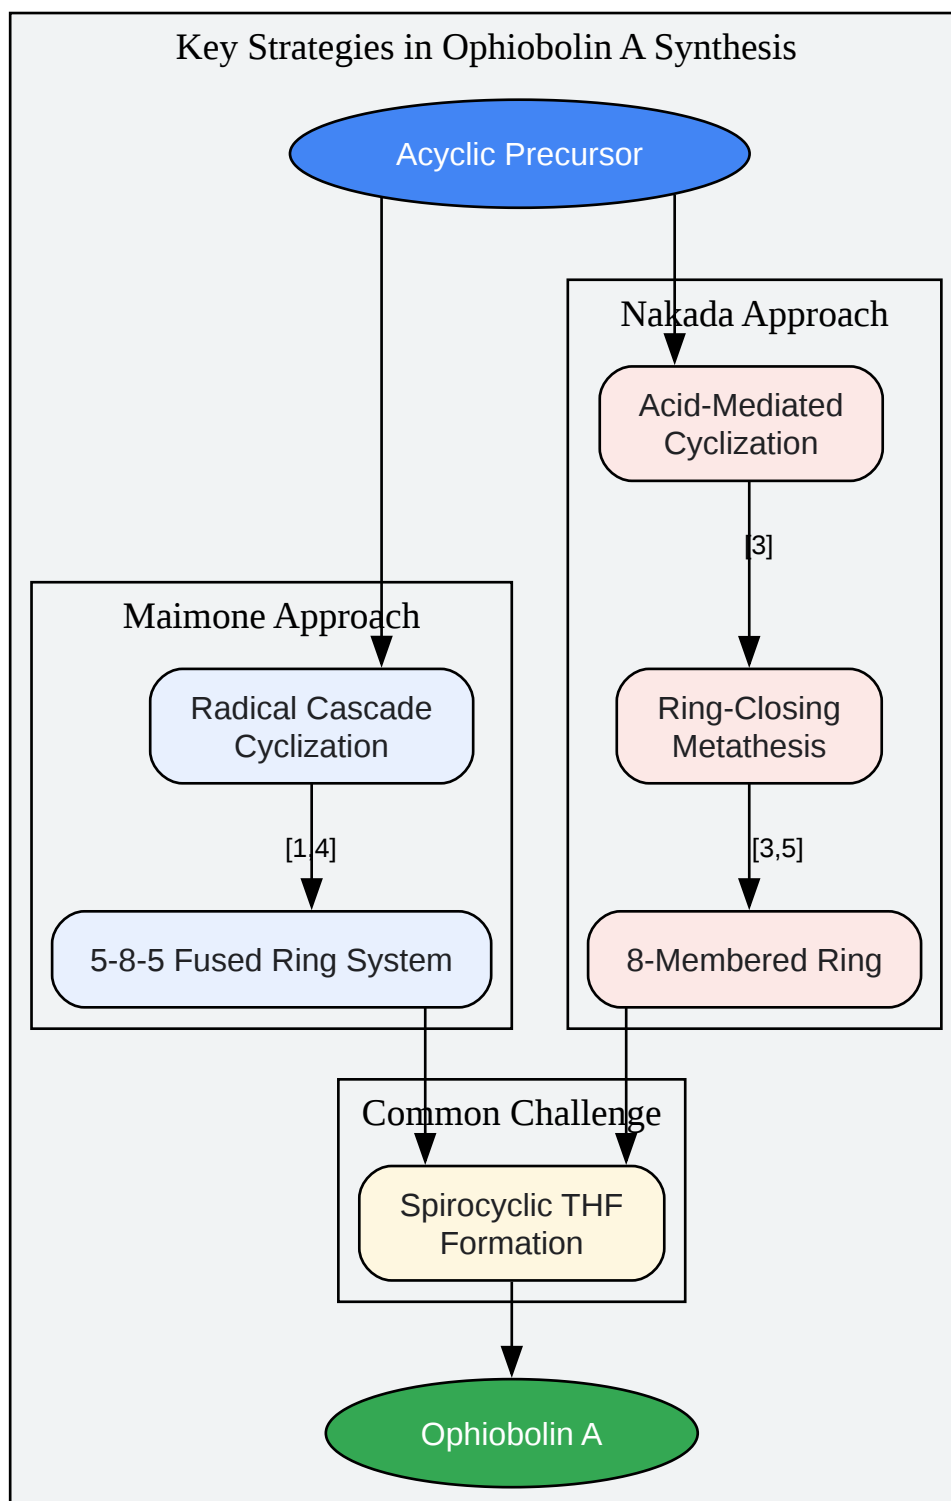 Key Strategies in Ophiobolin A Synthesis
Acyclic Precursor
Nakada Approach
Acid-Mediated
Cyclization
[3]
Maimone Approach
Radical Cascade
Cyclization
Ring-Closing
Metathesis
[1,4]
[3,5]
5-8-5 Fused Ring System
8-Membered Ring
Common Challenge
Spirocyclic THF
Formation
Ophiobolin A